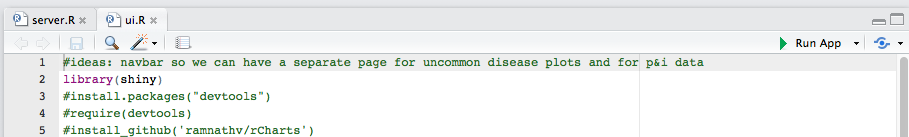 server.R ui.R
Run App
1 #ideas: navbar so we can have a separate page for uncommon disease plots and for p&i data
2 library(shiny)
3 #install.packages("devtools")
4 #require(devtools)
5 #install_github('ramnathv/rCharts')